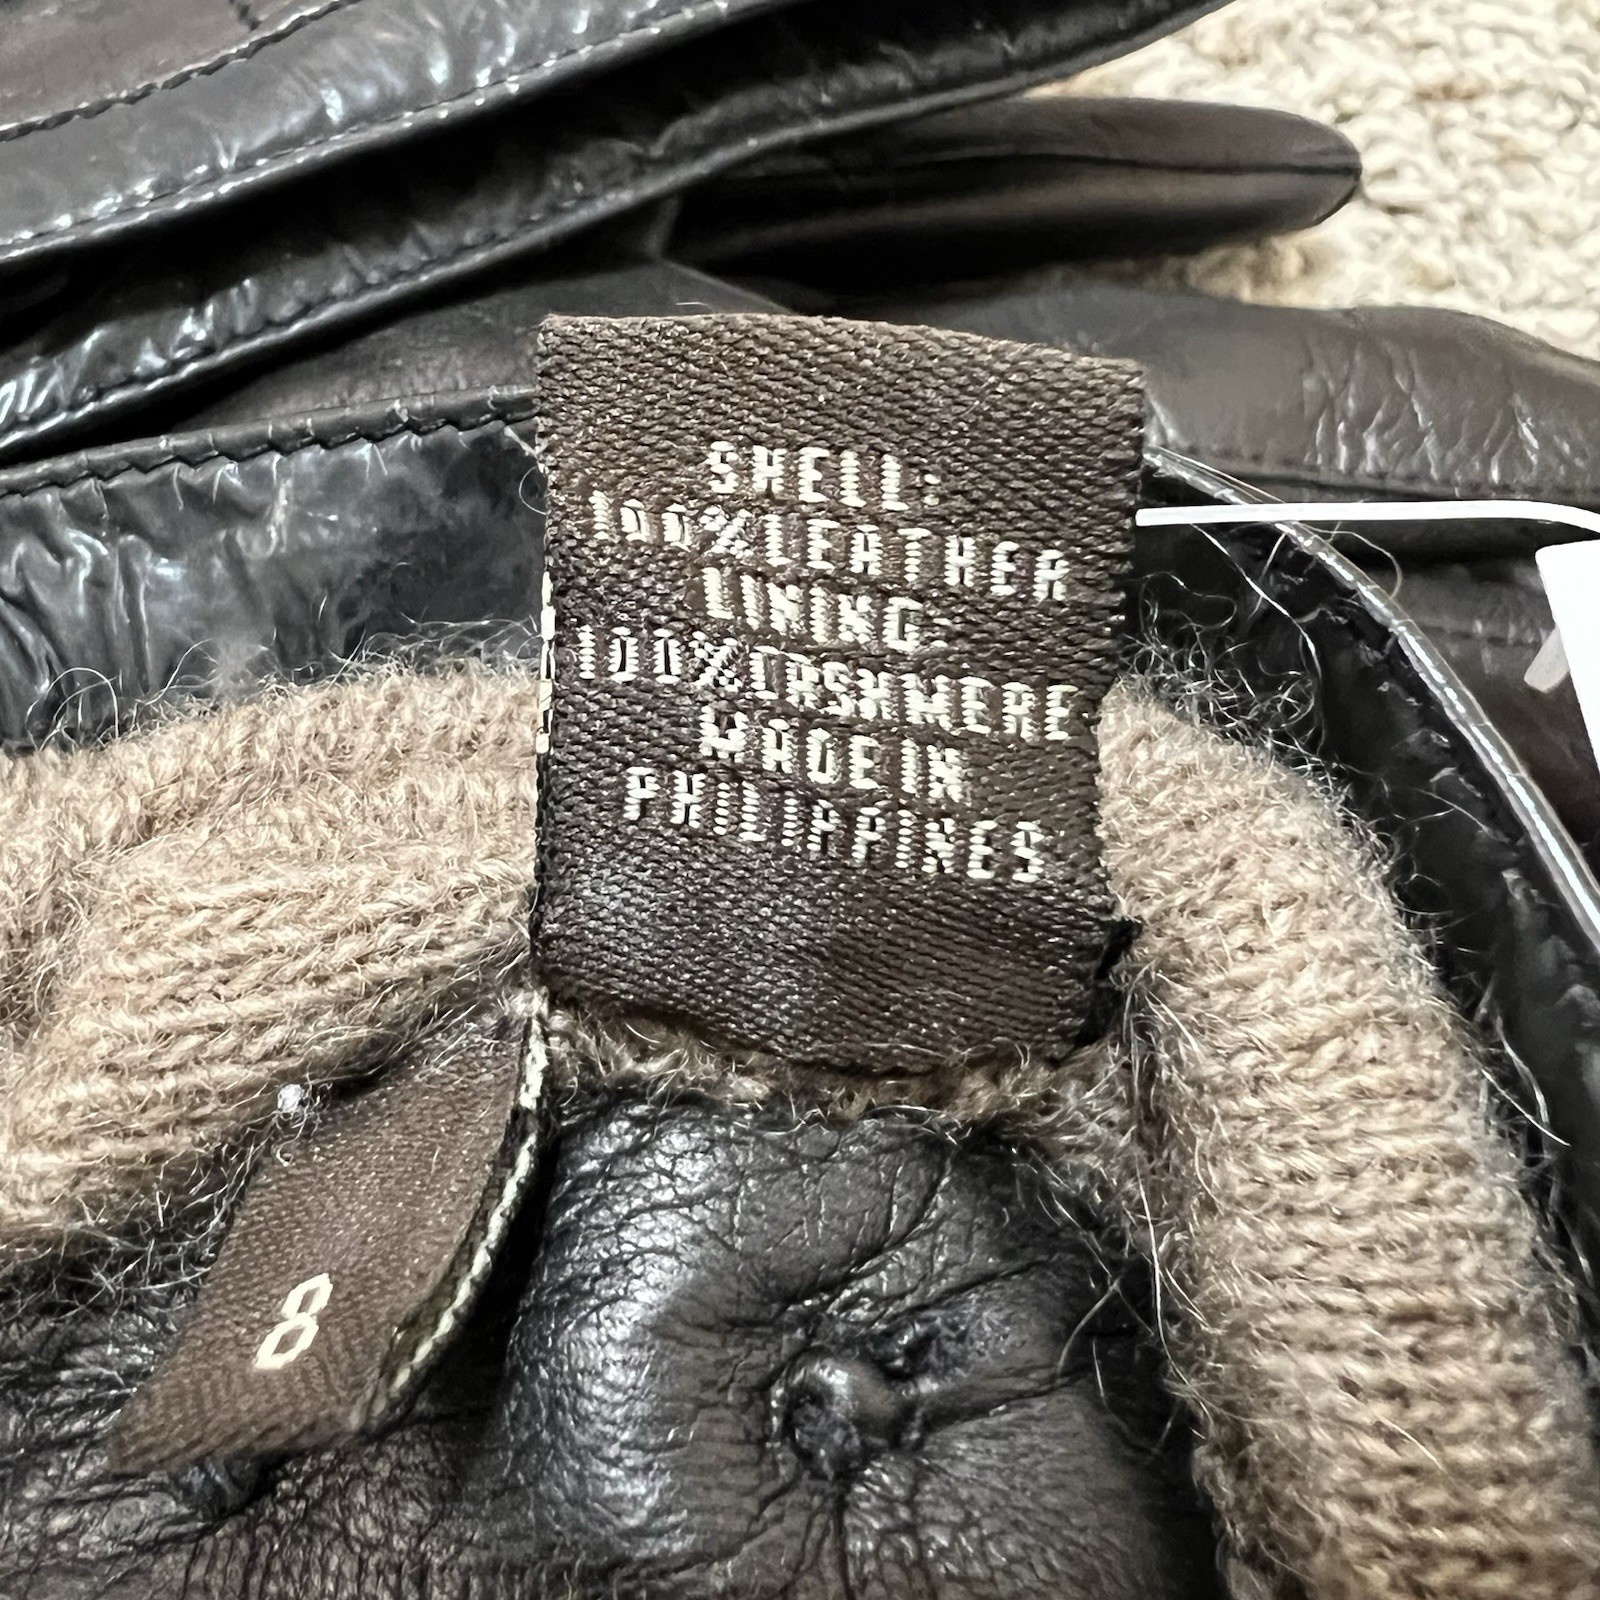 SHELL:
100%LEATHER
LINING:
100%CASHMERE
MADE IN
PHILIPPINES
8